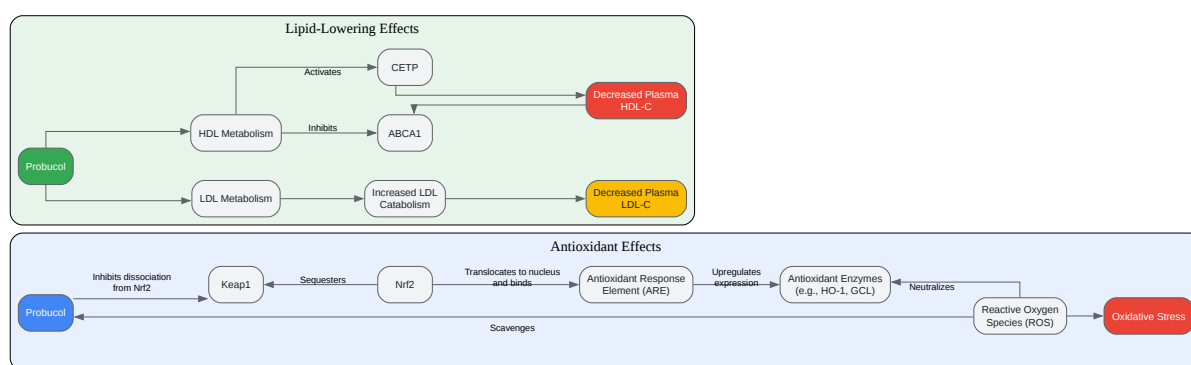 Lipid-Lowering Effects
CETP
Activates
Decreased Plasma
HDL-C
HDL Metabolism
Inhibits
ABCA1
Probucol
LDL Metabolism
Increased LDL
Catabolism
Decreased Plasma
LDL-C
Antioxidant Effects
Inhibits dissociation
from Nrf2
Keap1
Sequesters
Nrf2
Translocates to nucleus
and binds
Antioxidant Response
Element (ARE)
Upregulates
expression
Antioxidant Enzymes
(e.g., HO-1, GCL)
Neutralizes
Probucol
Scavenges
Reactive Oxygen
Species (ROS)
Oxidative Stress